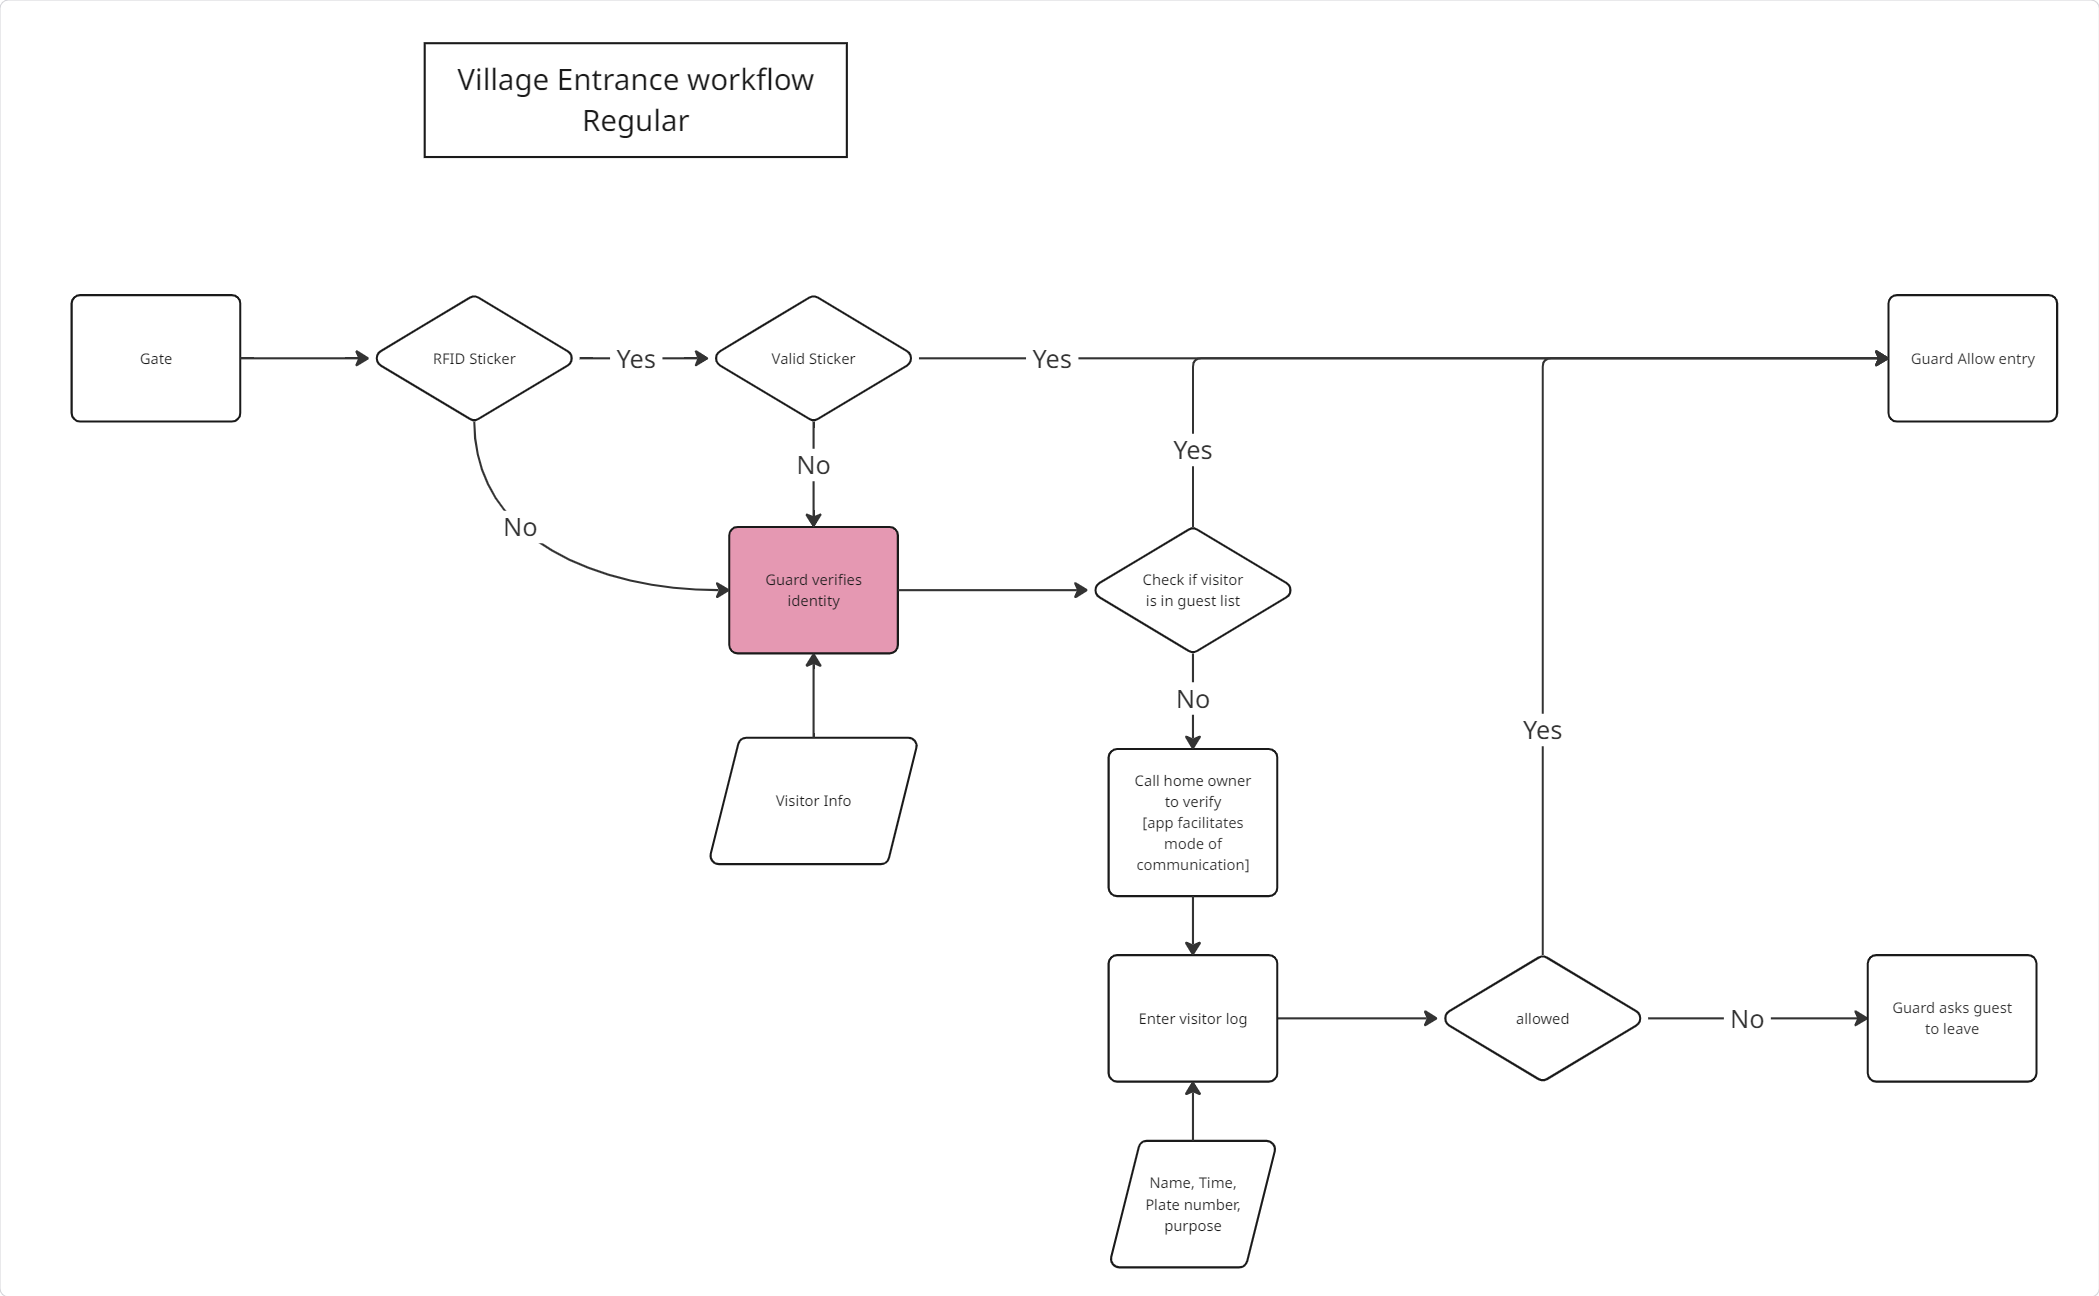 Village Entrance workflow
Regular
Gate
RFID Sticker
Yes
Valid Sticker
Yes
Guard Allow entry
Yes
No
No
Guard verifies
identity
Check if visitor
is in guest list
No
Yes
Visitor Info
Call home owner
to verify
[app facilitates
mode of
communication]
Enter visitor log
allowed
No
Guard asks guest
to leave
Name, Time,
Plate number,
purpose